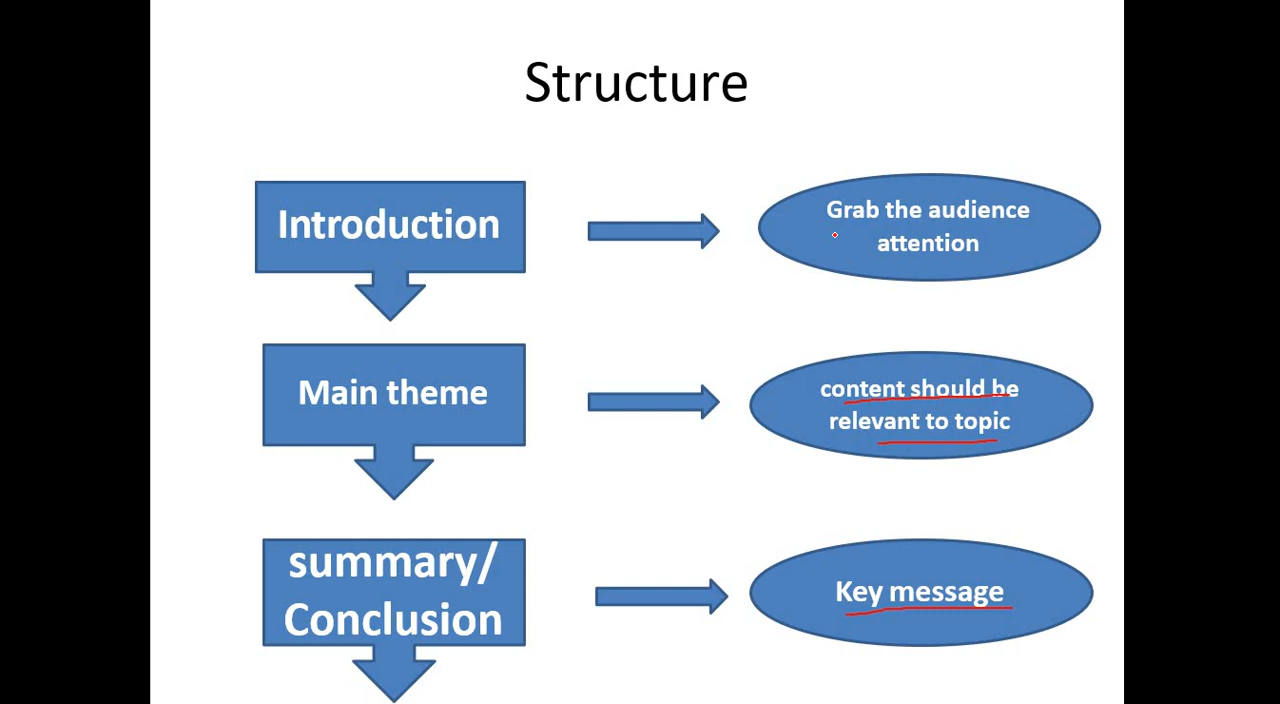 Structure
Introduction
Grab the audience
attention
Main theme
content should be
relevant to topic
summary/
Conclusion
Key message